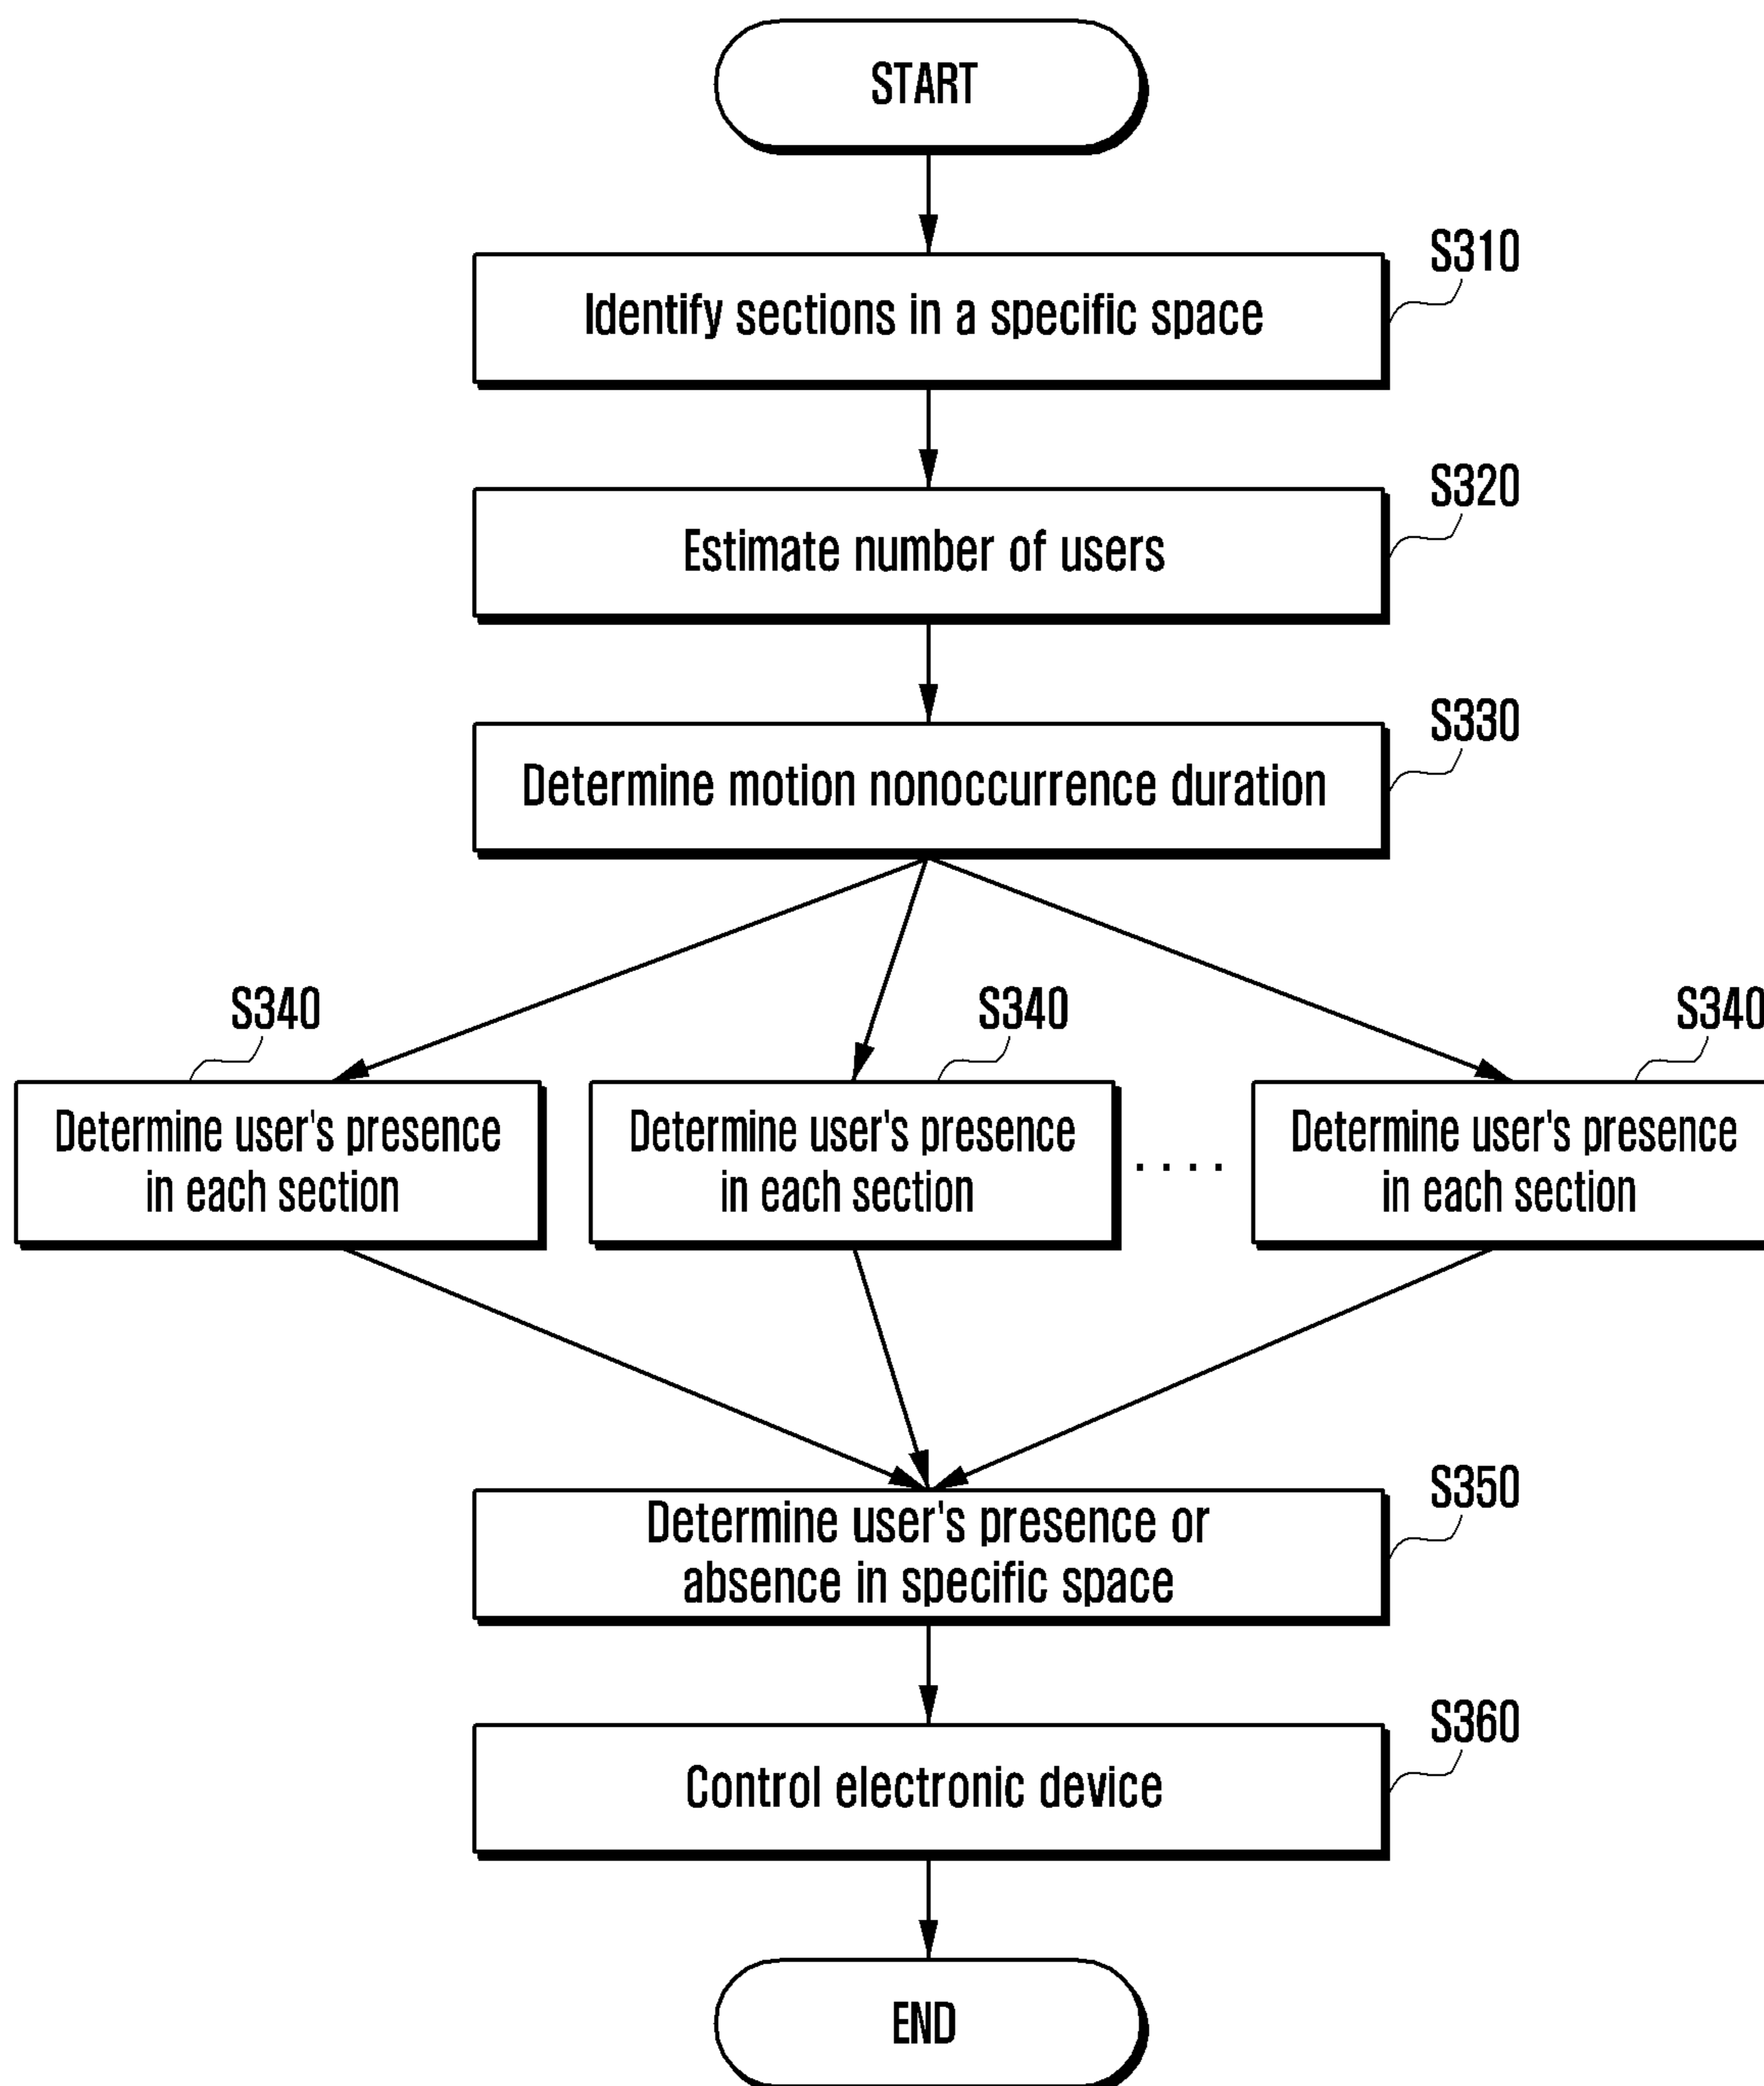 START
S310
Identify sections in a specific space
S320
Estimate number of users
S330
Determine motion nonoccurrence duration
S340
S340
S340
Determine user's presence
in each section
Determine user's presence
in each section
....
Determine user's presence
in each section
S350
Determine user's presence or
absence in specific space
S360
Control electronic device
END